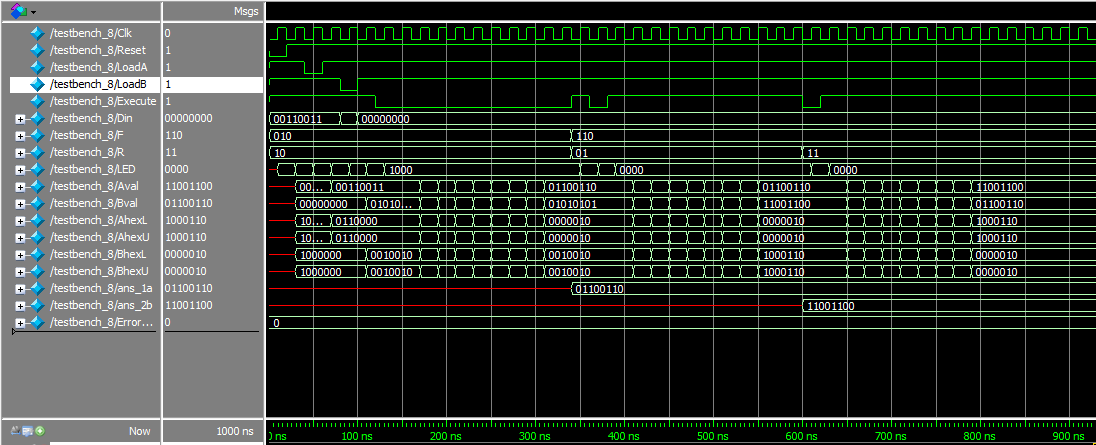 Msgs
/testbench_8/Clk 0
/testbench_8/Reset 1
/testbench_8/LoadA 1
/testbench_8/LoadB 1
/testbench_8/Execute 1
/testbench_8/Din 00000000 00110011 00000000
/testbench_8/F 110 010 110
/testbench_8/R 11 10 01 11
/testbench_8/LED 0000 1000 0000 0000
/testbench_8/Aval 11001100 00... 00110011 01100110 01100110 11001100
/testbench_8/Bval 01100110 00000000 01010... 01010101 11001100 01100110
/testbench_8/AhexL 1000110 10... 0110000 0000010 0000010 1000110
/testbench_8/AhexU 1000110 10... 0110000 0000010 0000010 1000110
/testbench_8/BhexL 0000010 1000000 0010010 0010010 1000110 0000010
/testbench_8/BhexU 0000010 1000000 0010010 0010010 1000110 0000010
/testbench_8/ans_1a 01100110 01100110
/testbench_8/ans_2b 11001100 11001100
/testbench_8/Error... 0 0
Now 1000 ns 0 ns 100 ns 200 ns 300 ns 400 ns 500 ns 600 ns 700 ns 800 ns 900 ns